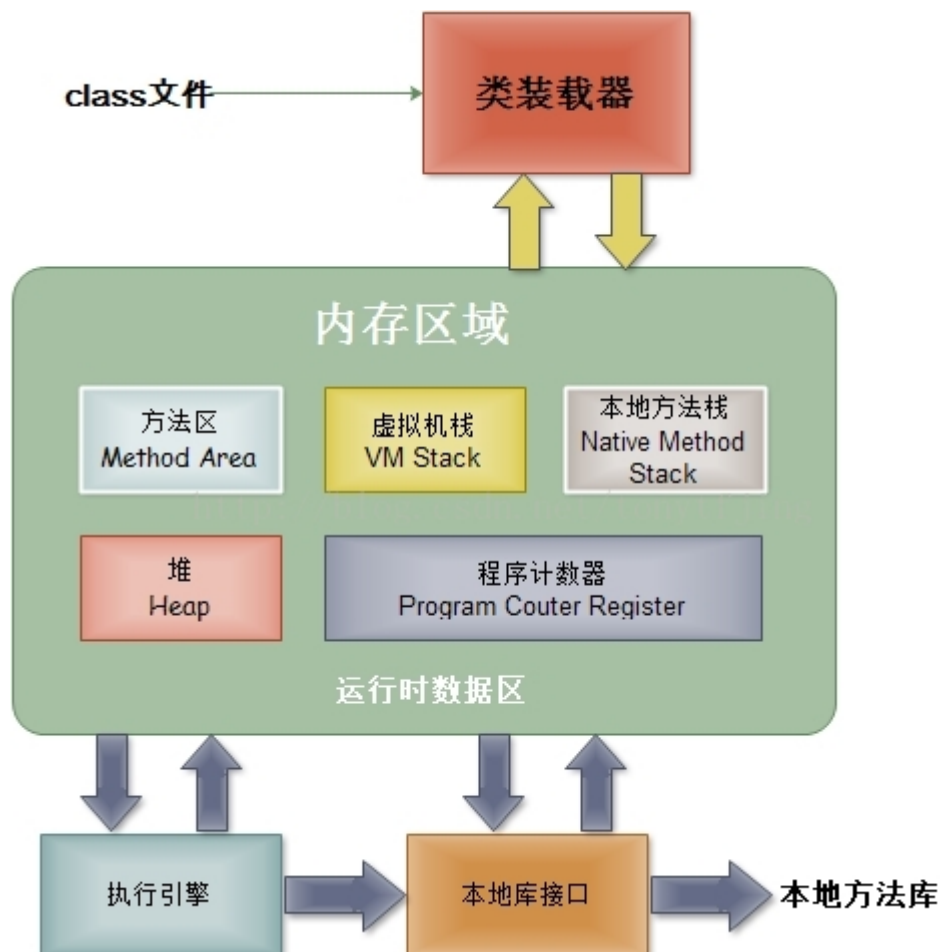 class文件
类装载器
内存区域
方法区
Method Area
虚拟机栈
VM Stack
本地方法栈
Native Method
Stack
堆
Heap
程序计数器
Program Couter Register
运行时数据区
执行引擎
本地库接口
本地方法库